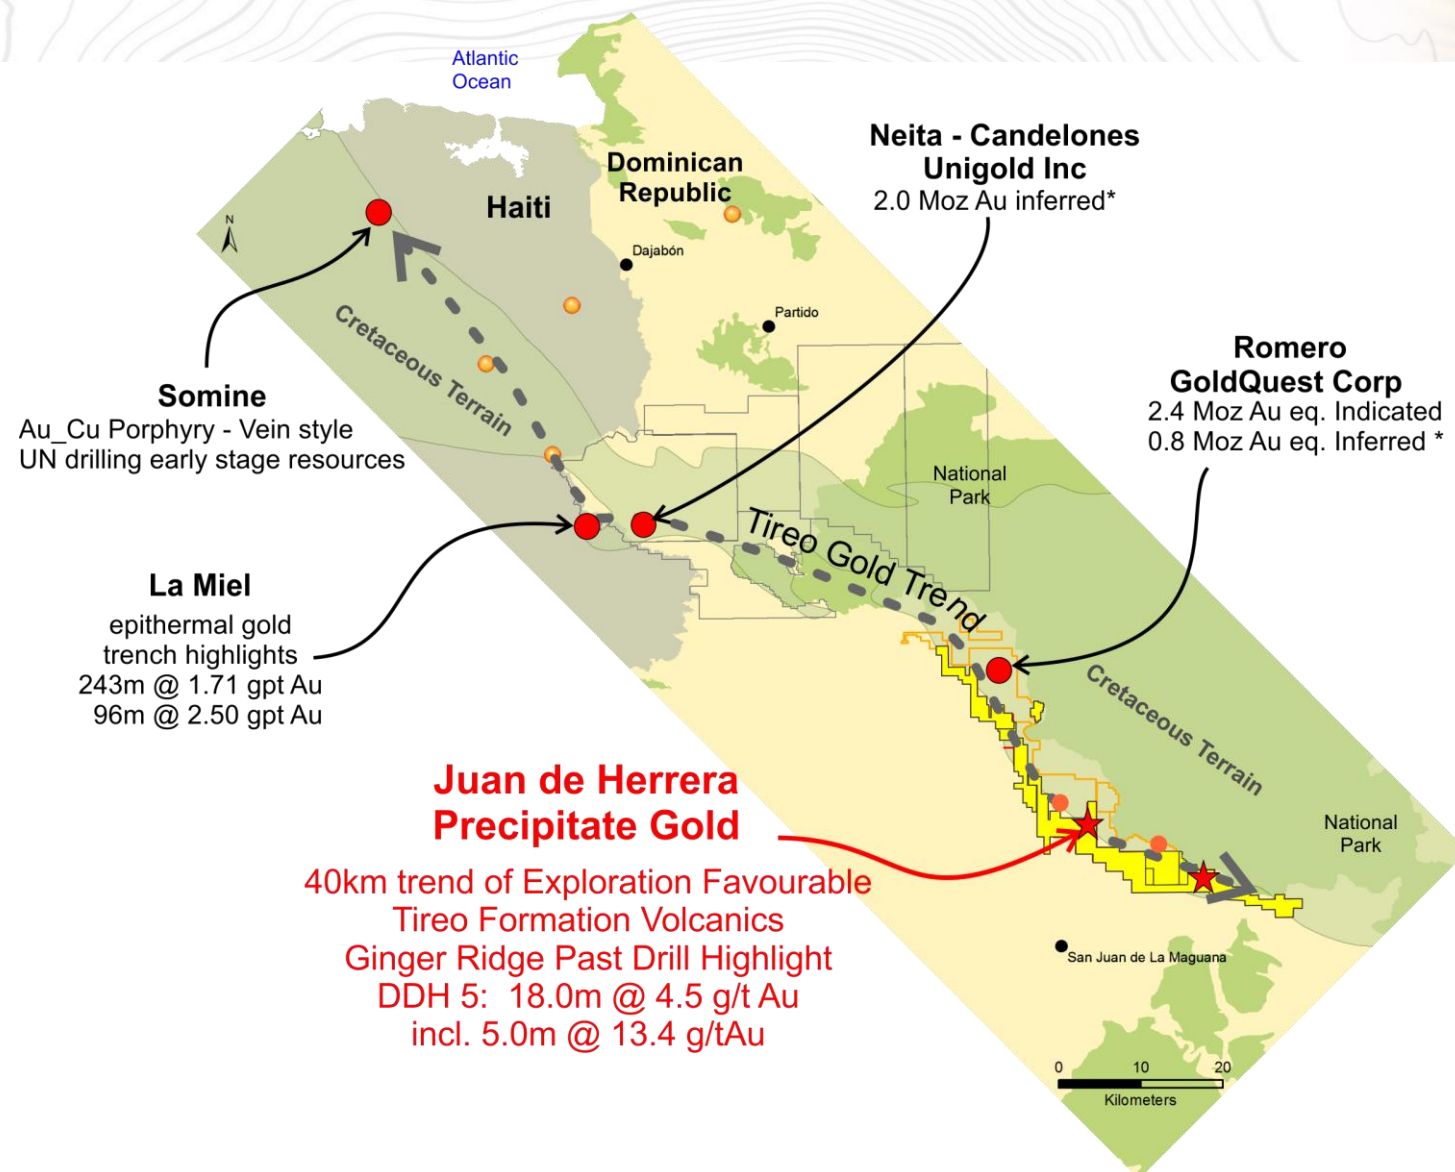 Atlantic
Ocean
Neita - Candelones
Unigold Inc
2.0 Moz Au inferred*
Dominican
Republic
Haiti
N
Dajabón
Partido
Cretaceous Terrain
Romero
GoldQuest Corp
2.4 Moz Au eq. Indicated
0.8 Moz Au eq. Inferred *
Somine
Au_Cu Porphyry - Vein style
UN drilling early stage resources
National
Park
Tireo Gold Trend
La Miel
epithermal gold
trench highlights
243m @ 1.71 gpt Au
96m @ 2.50 gpt Au
Cretaceous Terrain
Juan de Herrera
Precipitate Gold
40km trend of Exploration Favourable
Tireo Formation Volcanics
Ginger Ridge Past Drill Highlight
DDH 5: 18.0m @ 4.5 g/t Au
incl. 5.0m @ 13.4 g/tAu
National
Park
San Juan de La Maguana
0 10 20
Kilometers